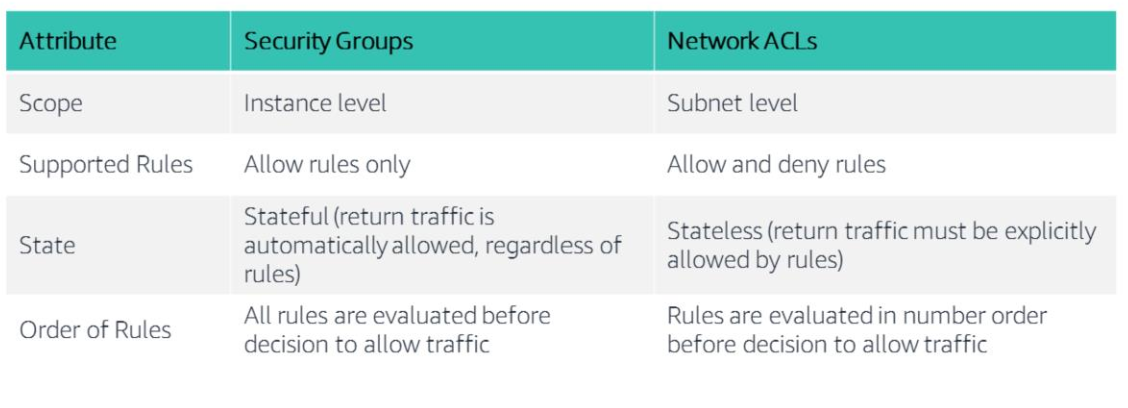 Attribute Security Groups Network ACLs
Scope Instance level Subnet level
Supported Rules Allow rules only Allow and deny rules
State
Stateful (return traffic is
automatically allowed, regardless of
rules)
Stateless (return traffic must be explicitly
allowed by rules)
Order of Rules
All rules are evaluated before
decision to allow traffic
Rules are evaluated in number order
before decision to allow traffic